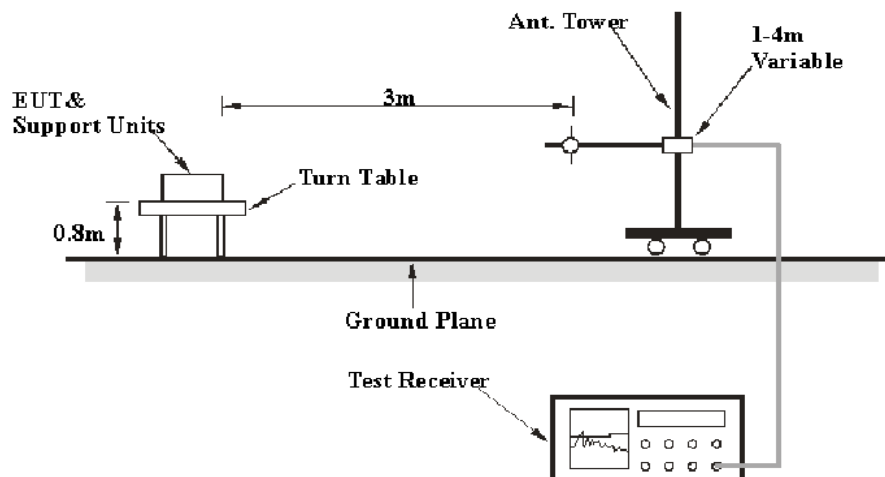 Ant. Tower
1-4m
Variable
3m
EUT&
Support Units
Turn Table
0.8m
Ground Plane
Test Receiver